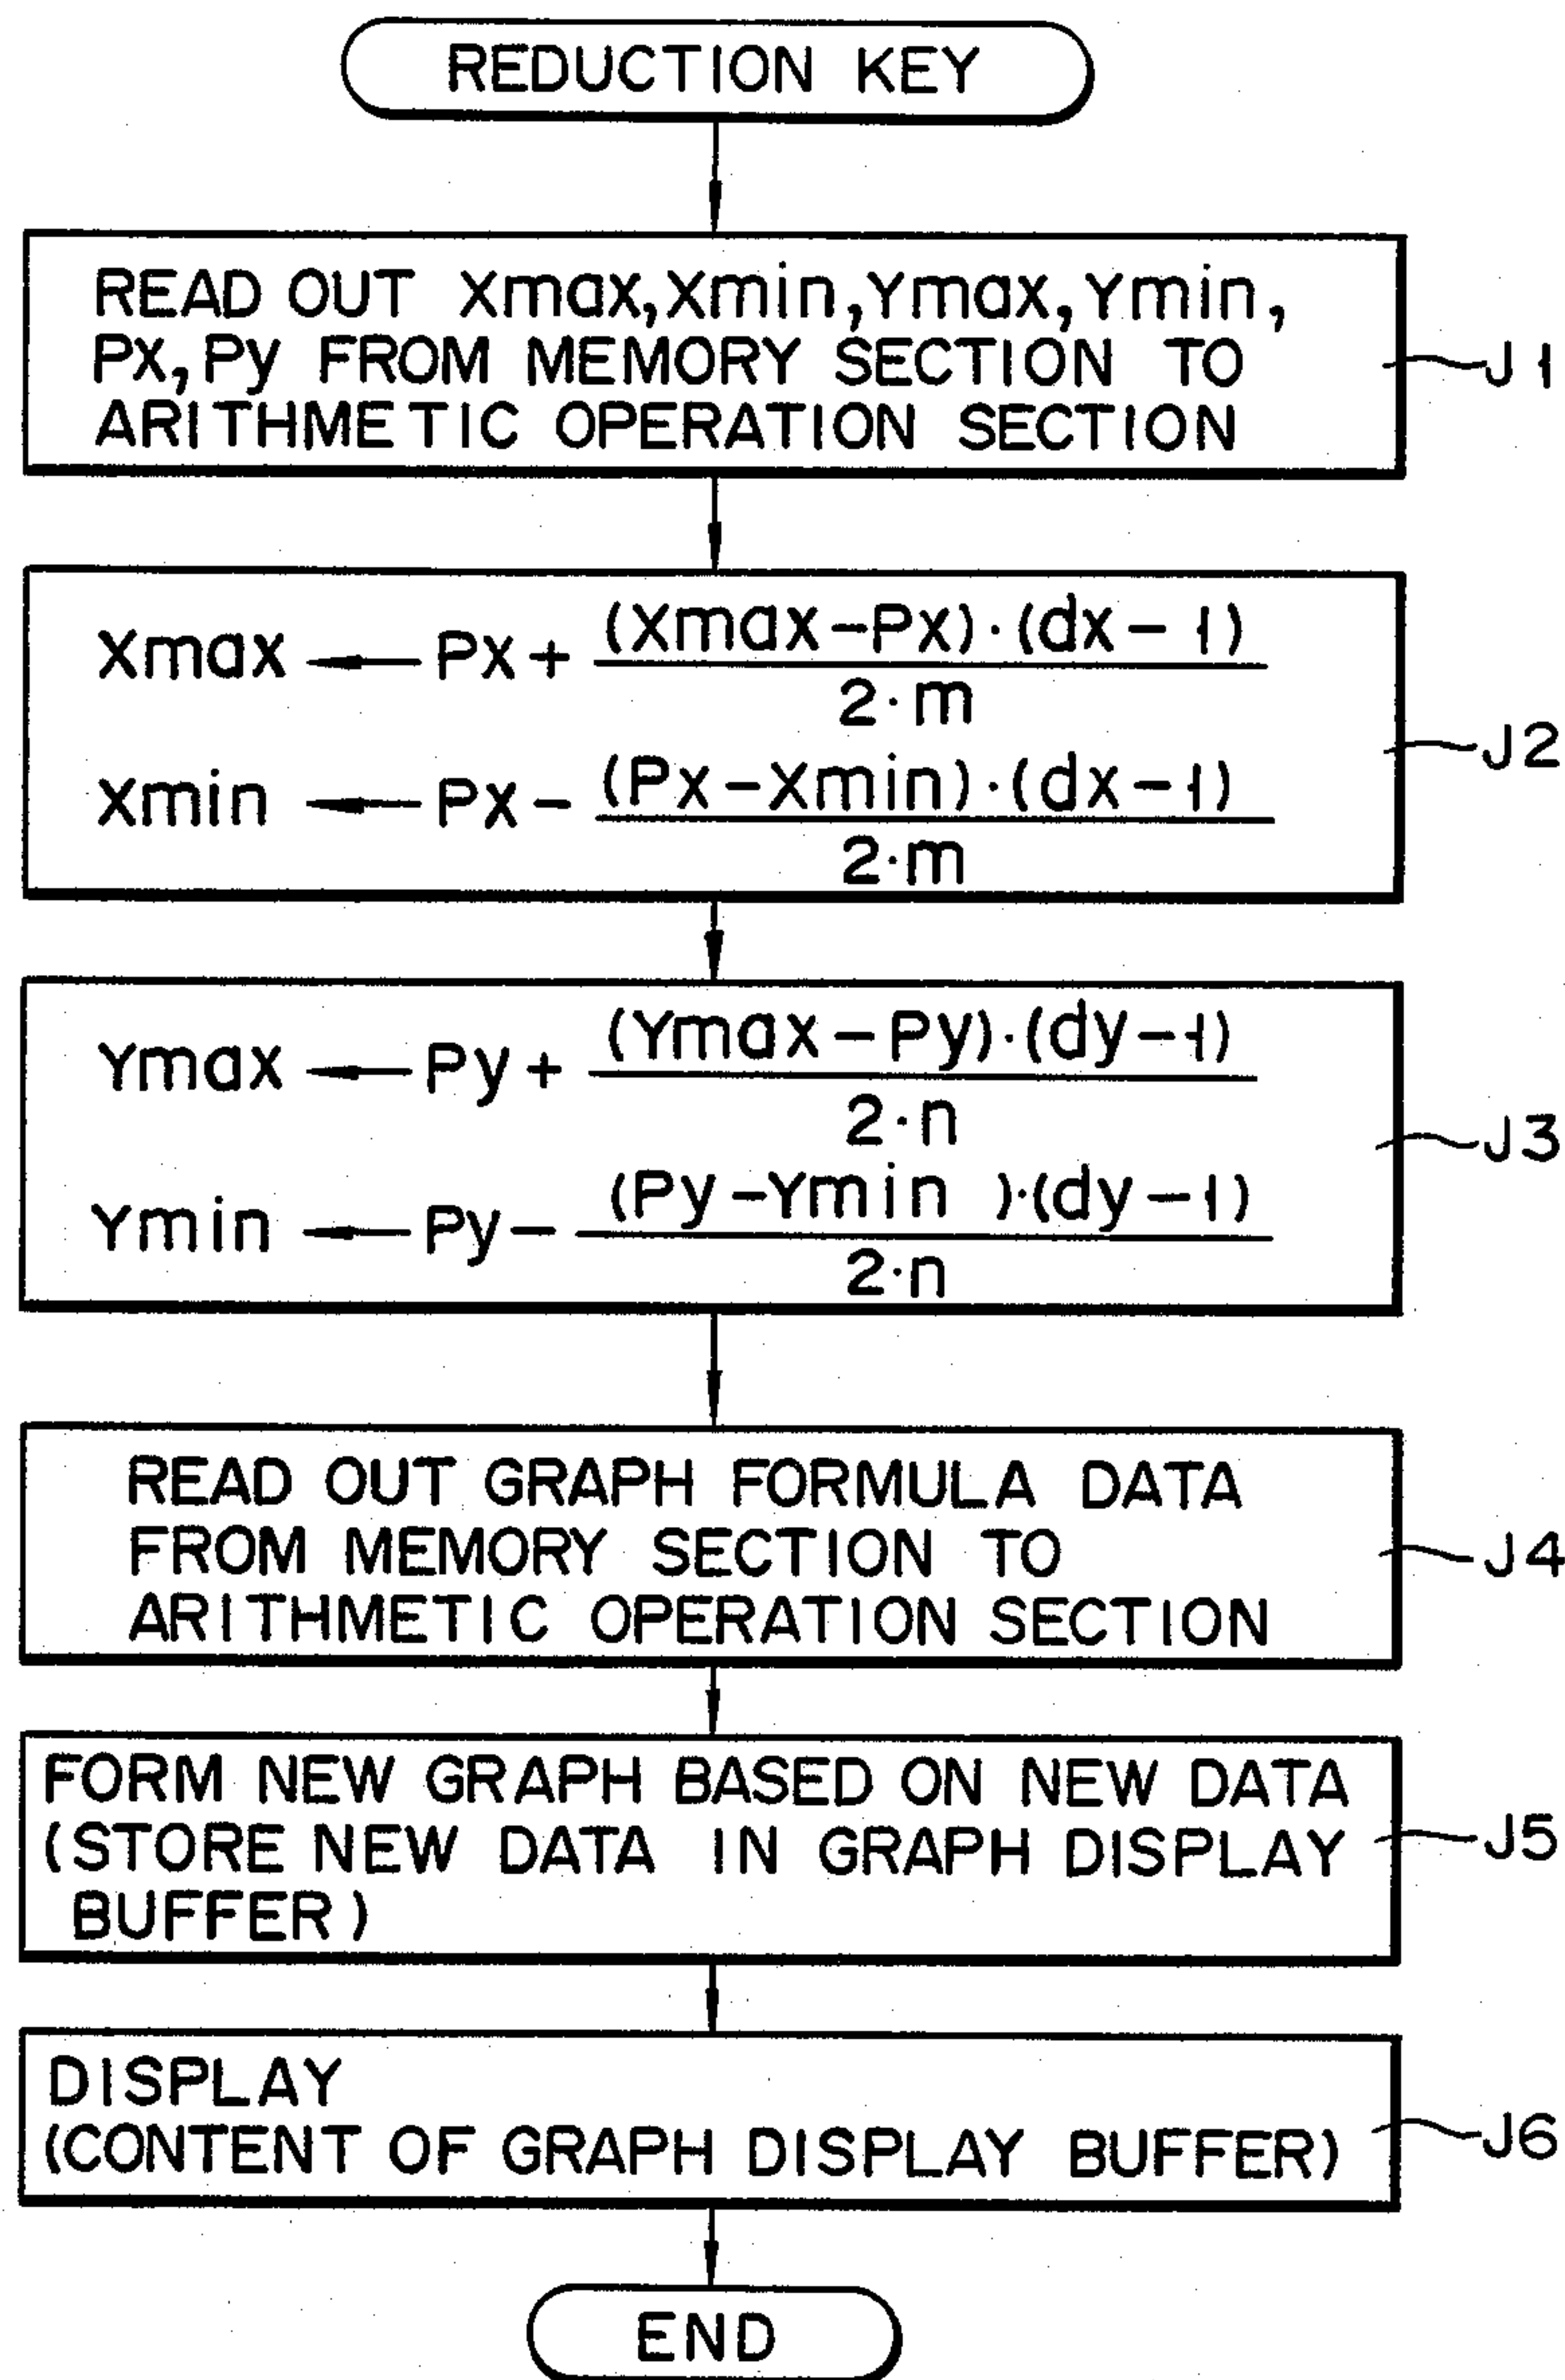 REDUCTION KEY
READ OUT Xmax, Xmin, Ymax, Ymin,
Px, Py FROM MEMORY SECTION TO
ARITHMETIC OPERATION SECTION
J1
Xmax ← Px + (Xmax-Px)·(dx-1)
2·m
Xmin ← Px - (Px-Xmin)·(dx-1)
2·m
J2
Ymax ← Py + (Ymax-Py)·(dy-1)
2·n
Ymin ← Py - (Py-Ymin )·(dy-1)
2·n
J3
READ OUT GRAPH FORMULA DATA
FROM MEMORY SECTION TO
ARITHMETIC OPERATION SECTION
J4
FORM NEW GRAPH BASED ON NEW DATA
(STORE NEW DATA IN GRAPH DISPLAY
BUFFER)
J5
DISPLAY
(CONTENT OF GRAPH DISPLAY BUFFER)
J6
END